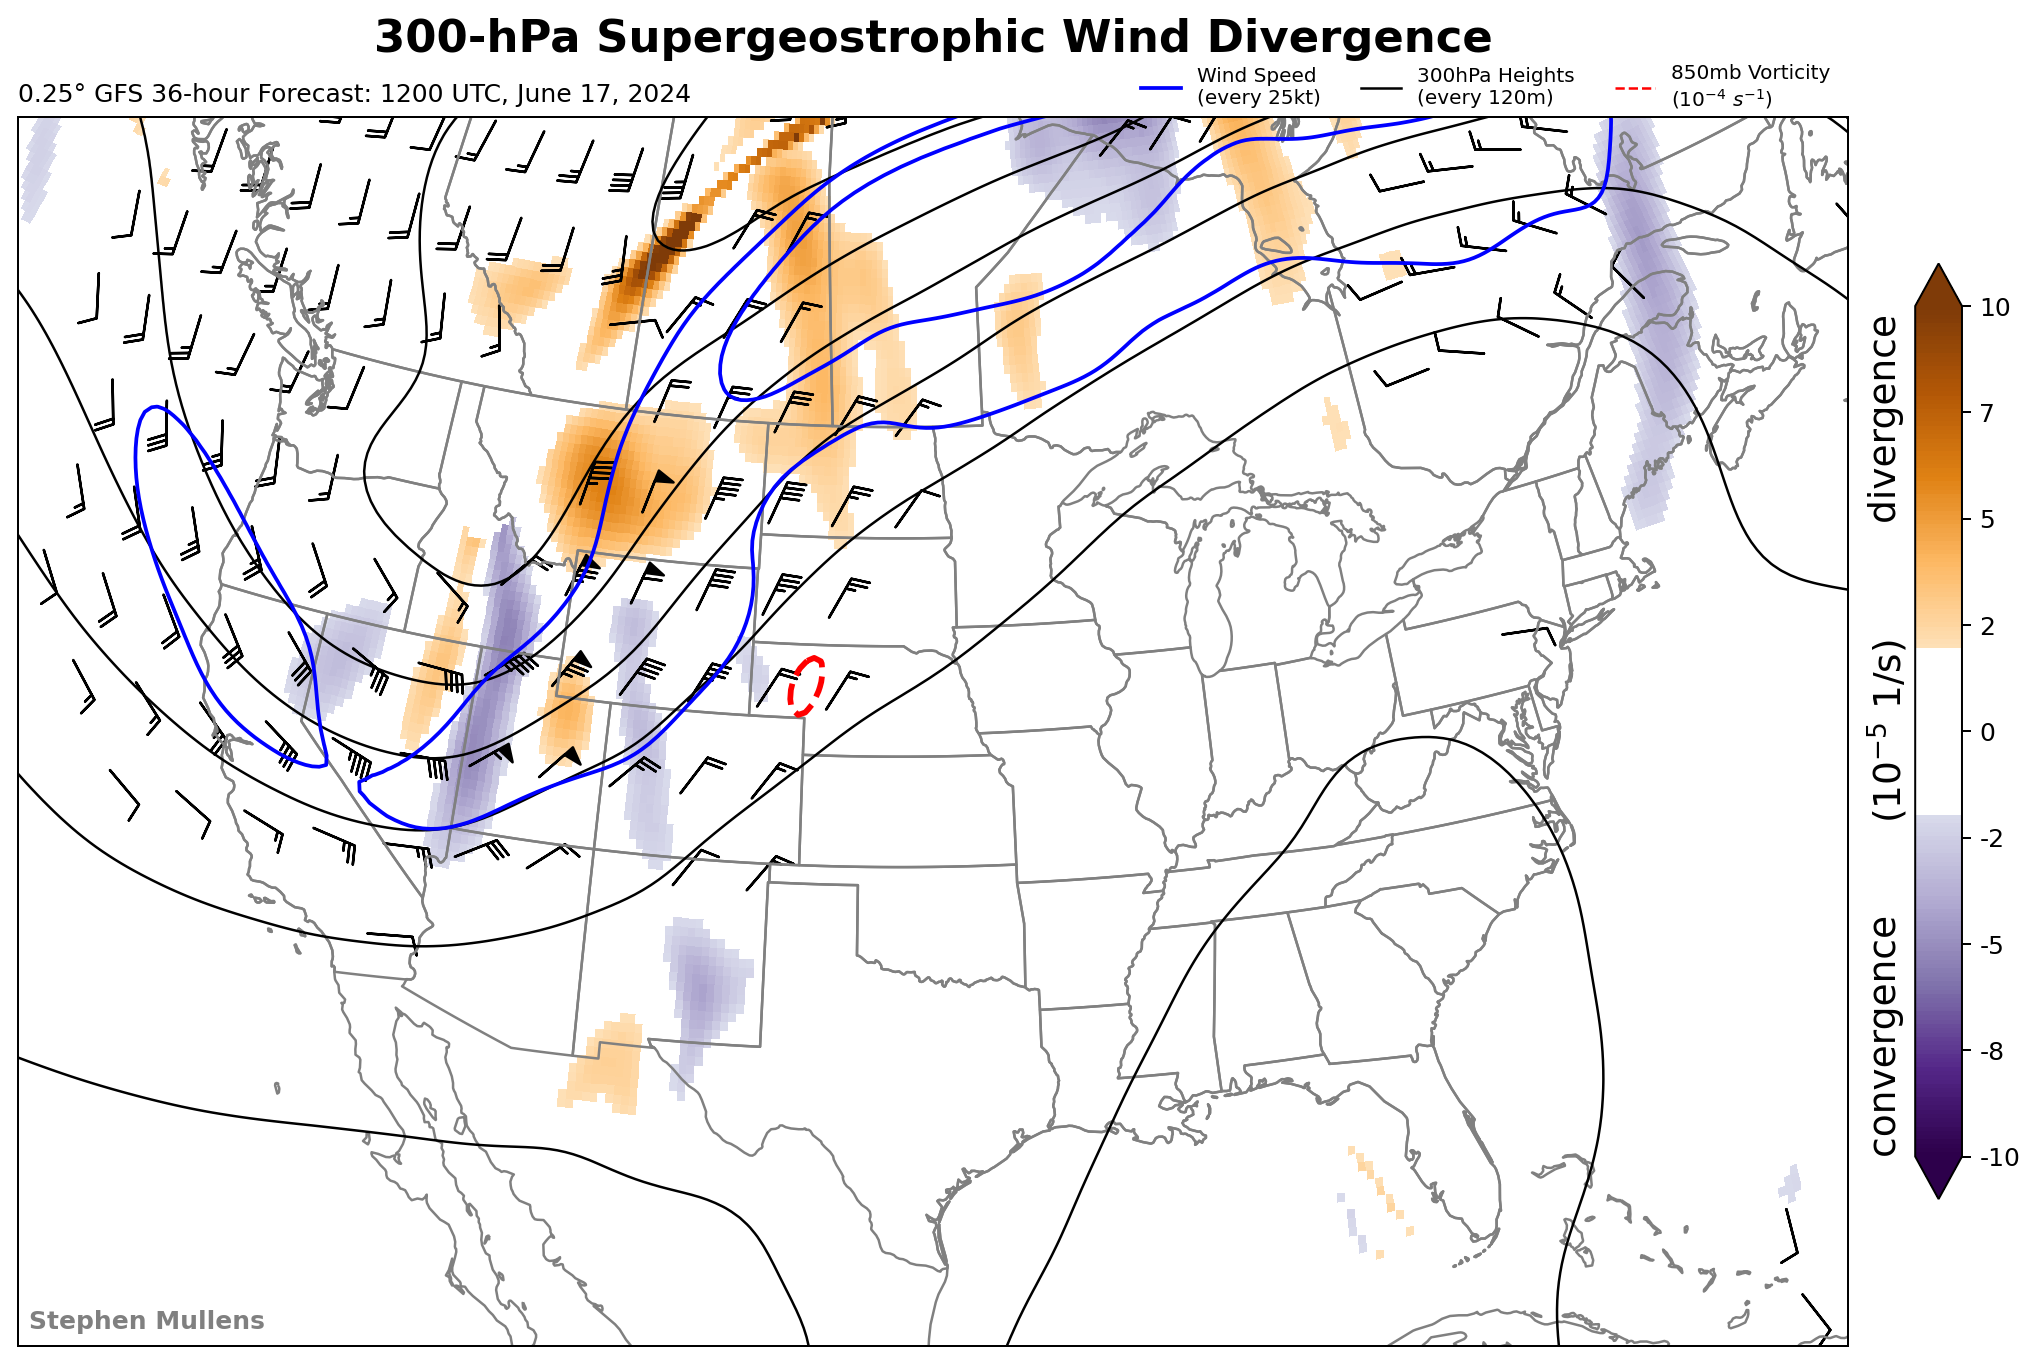 300-hPa Supergeostrophic Wind Divergence
0.25° GFS 36-hour Forecast: 1200 UTC, June 17, 2024
Wind Speed
(every 25kt)
300hPa Heights
(every 120m)
850mb Vorticity
(10⁻⁴ s⁻¹)
10
7
5
2
0
-2
-5
-8
-10
divergence
(10⁻⁵ 1/s)
convergence
Stephen Mullens